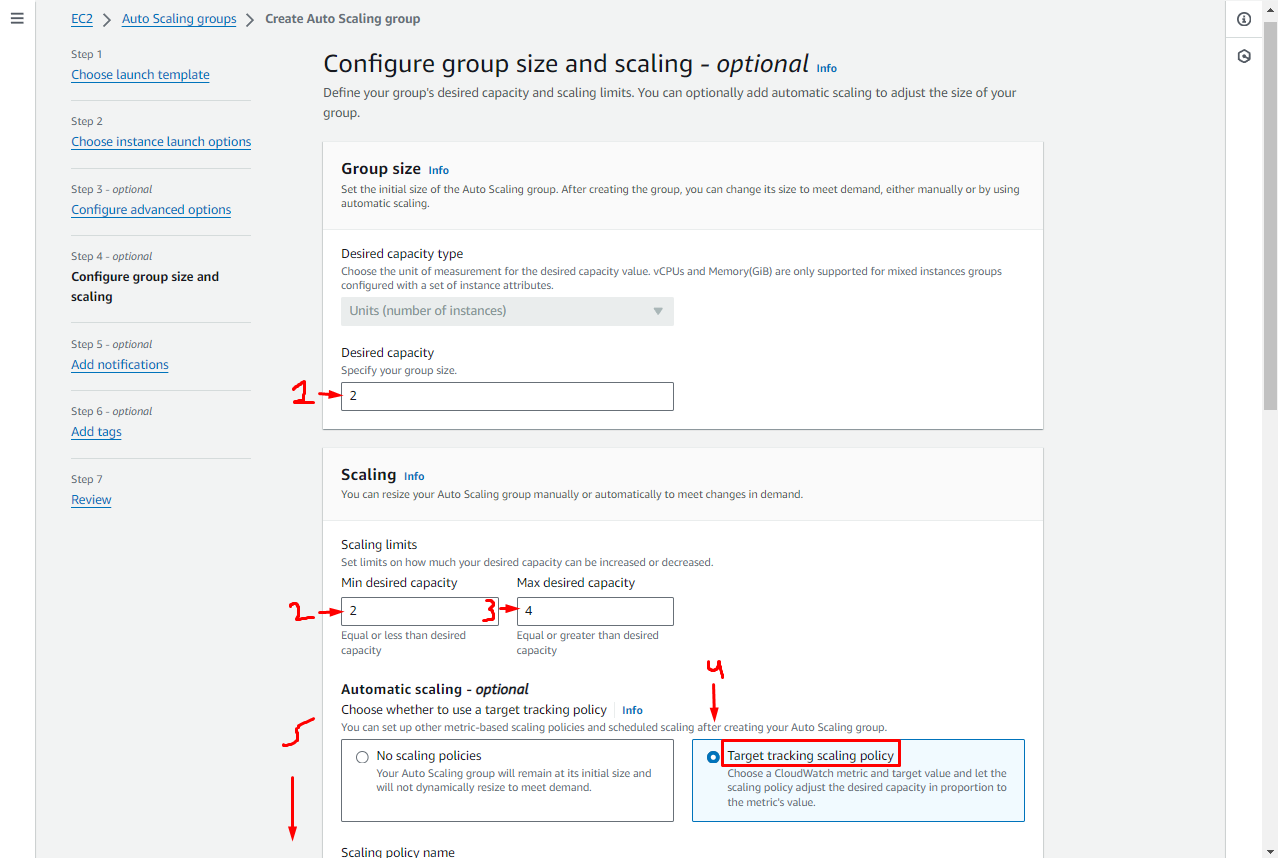 EC2 > Auto Scaling groups > Create Auto Scaling group
Step 1
Choose launch template
Step 2
Choose instance launch options
Step 3 - optional
Configure advanced options
Step 4 - optional
Configure group size and
scaling
Step 5 - optional
Add notifications
Step 6 - optional
Add tags
Step 7
Review
Configure group size and scaling - optional Info
Define your group's desired capacity and scaling limits. You can optionally add automatic scaling to adjust the size of your
group.
Group size Info
Set the initial size of the Auto Scaling group. After creating the group, you can change its size to meet demand, either manually or by using
automatic scaling.
Desired capacity type
Choose the unit of measurement for the desired capacity value. vCPUs and Memory(GiB) are only supported for mixed instances groups
configured with a set of instance attributes.
Units (number of instances)
Desired capacity
Specify your group size.
1 2
Scaling Info
You can resize your Auto Scaling group manually or automatically to meet changes in demand.
Scaling limits
Set limits on how much your desired capacity can be increased or decreased.
Min desired capacity Max desired capacity
2 2 3 4
Equal or less than desired Equal or greater than desired
capacity capacity
4
Automatic scaling - optional
Choose whether to use a target tracking policy Info
5
You can set up other metric-based scaling policies and scheduled scaling after creating your Auto Scaling group.
No scaling policies
Your Auto Scaling group will remain at its initial size and
will not dynamically resize to meet demand.
Target tracking scaling policy
Choose a CloudWatch metric and target value and let the
scaling policy adjust the desired capacity in proportion to
the metric's value.
Scaling policy name